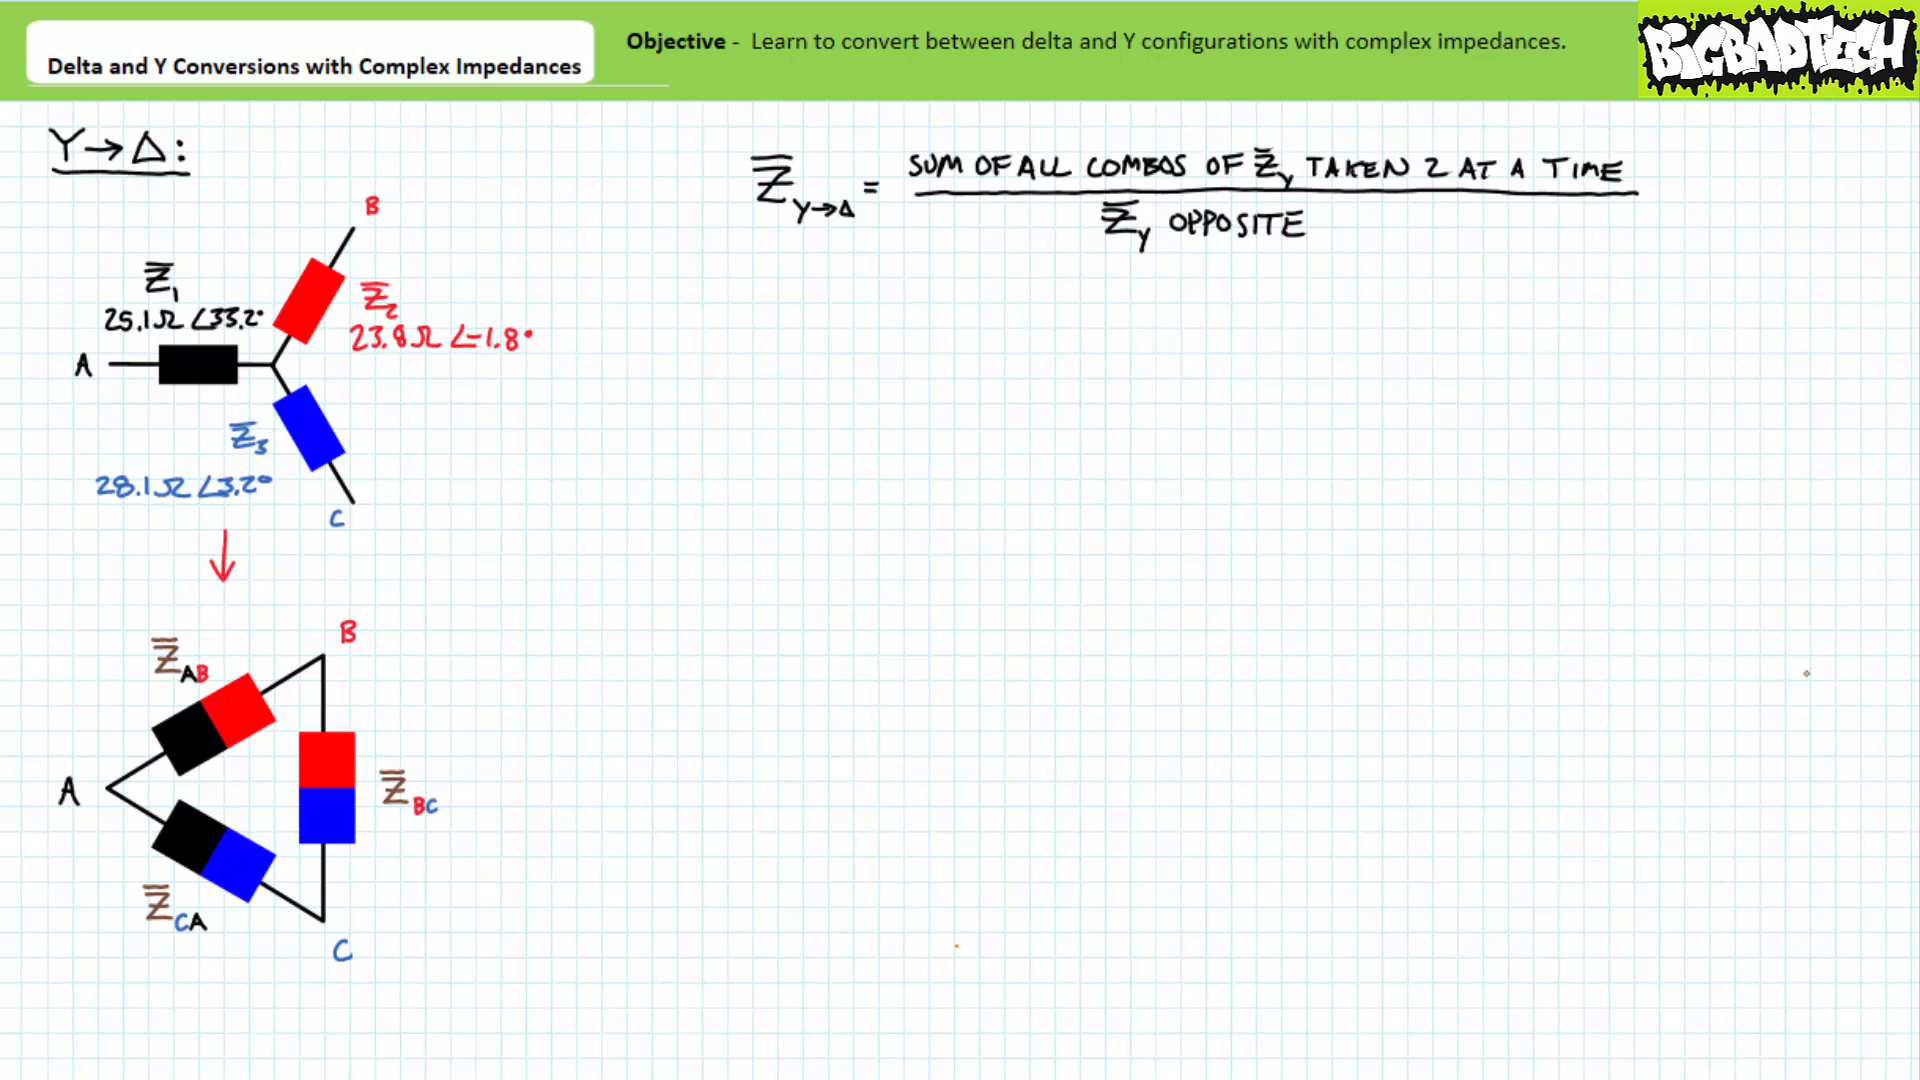 Delta and Y Conversions with Complex Impedances
Objective - Learn to convert between delta and Y configurations with complex impedances.
BIGBADTECH
Y→Δ:
Z̅Y→Δ = SUM OF ALL COMBOS OF Z̅Y TAKEN 2 AT A TIME
Z̅Y OPPOSITE
B
Z̅1
25.1Ω ∠33.2°
Z̅2
23.8Ω ∠-1.8°
A
Z̅3
28.1Ω ∠3.2°
C
B
Z̅AB
A
Z̅BC
Z̅CA
C